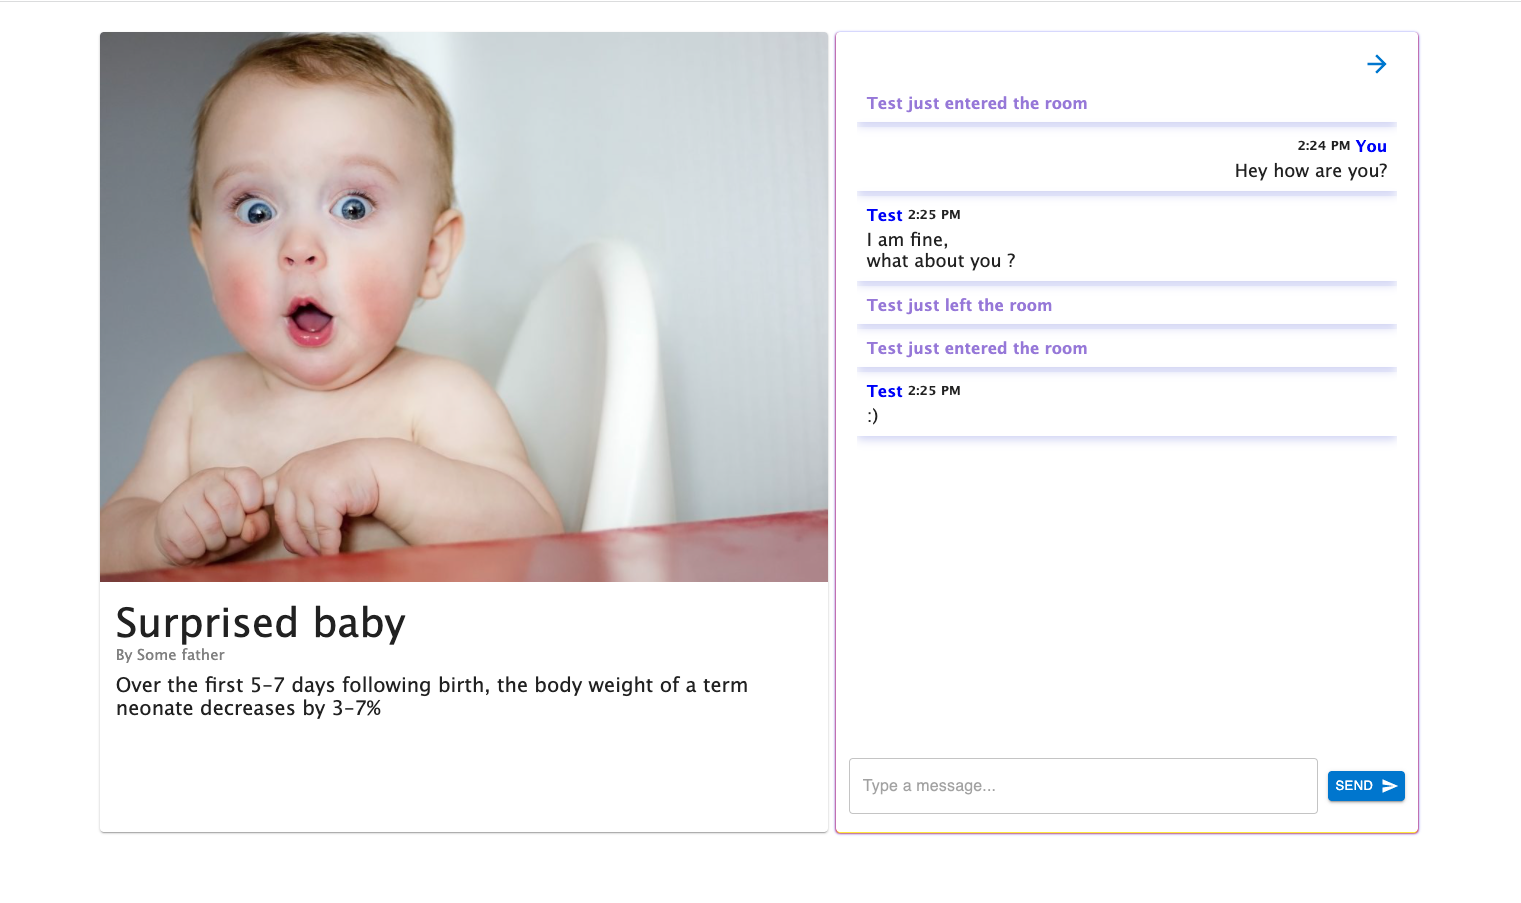 Surprised baby
By Some father
Over the first 5-7 days following birth, the body weight of a term
neonate decreases by 3-7%
Test just entered the room
2:24 PM You
Hey how are you?
Test 2:25 PM
I am fine,
what about you ?
Test just left the room
Test just entered the room
Test 2:25 PM
:)
Type a message...
SEND